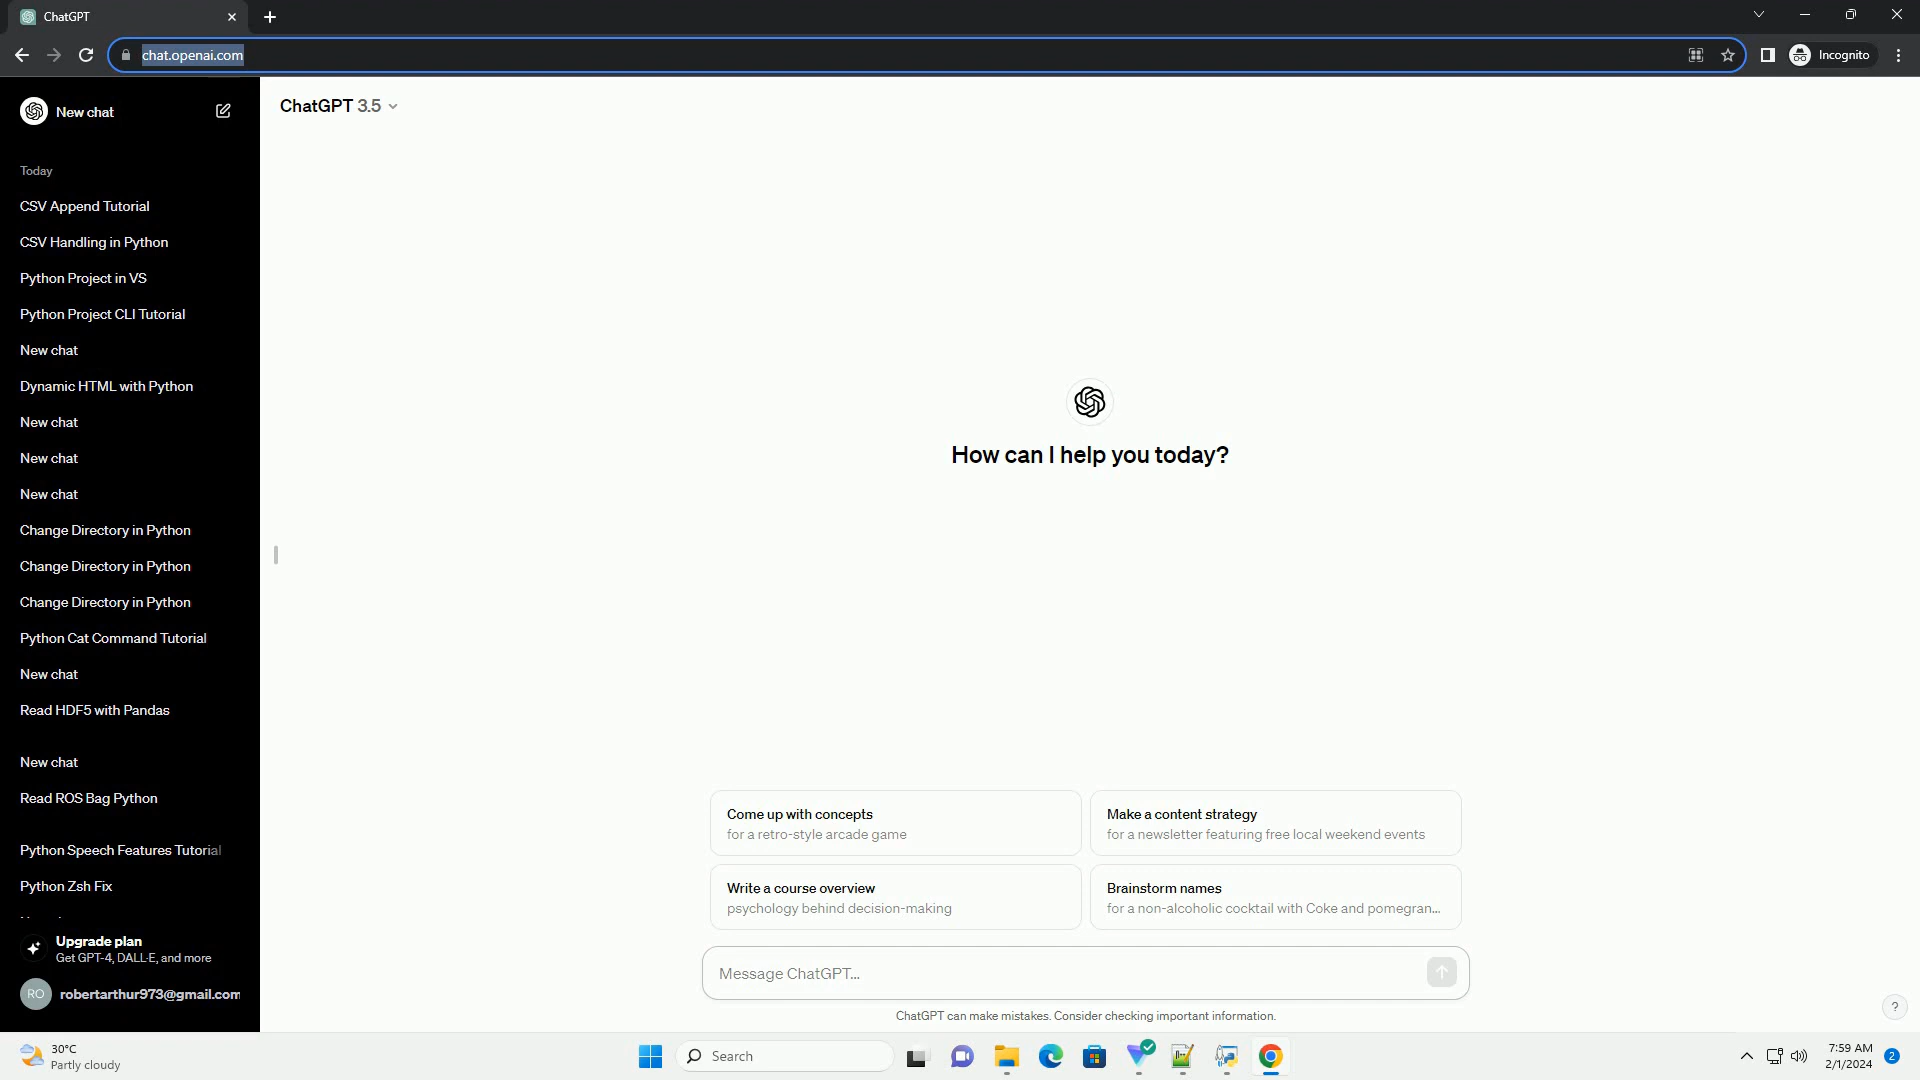 ChatGPT
chat.openai.com
Incognito
New chat
ChatGPT 3.5
Today
CSV Append Tutorial
CSV Handling in Python
Python Project in VS
Python Project CLI Tutorial
New chat
Dynamic HTML with Python
New chat
New chat
New chat
Change Directory in Python
Change Directory in Python
Change Directory in Python
Python Cat Command Tutorial
New chat
Read HDF5 with Pandas
New chat
Read ROS Bag Python
Python Speech Features Tutorial
Python Zsh Fix
Upgrade plan
Get GPT-4, DALL·E, and more
RO
robertarthur973@gmail.com
How can I help you today?
Come up with concepts
for a retro-style arcade game
Make a content strategy
for a newsletter featuring free local weekend events
Write a course overview
psychology behind decision-making
Brainstorm names
for a non-alcoholic cocktail with Coke and pomegran...
Message ChatGPT...
ChatGPT can make mistakes. Consider checking important information.
?
30°C
Partly cloudy
Search
7:59 AM
2/1/2024
2